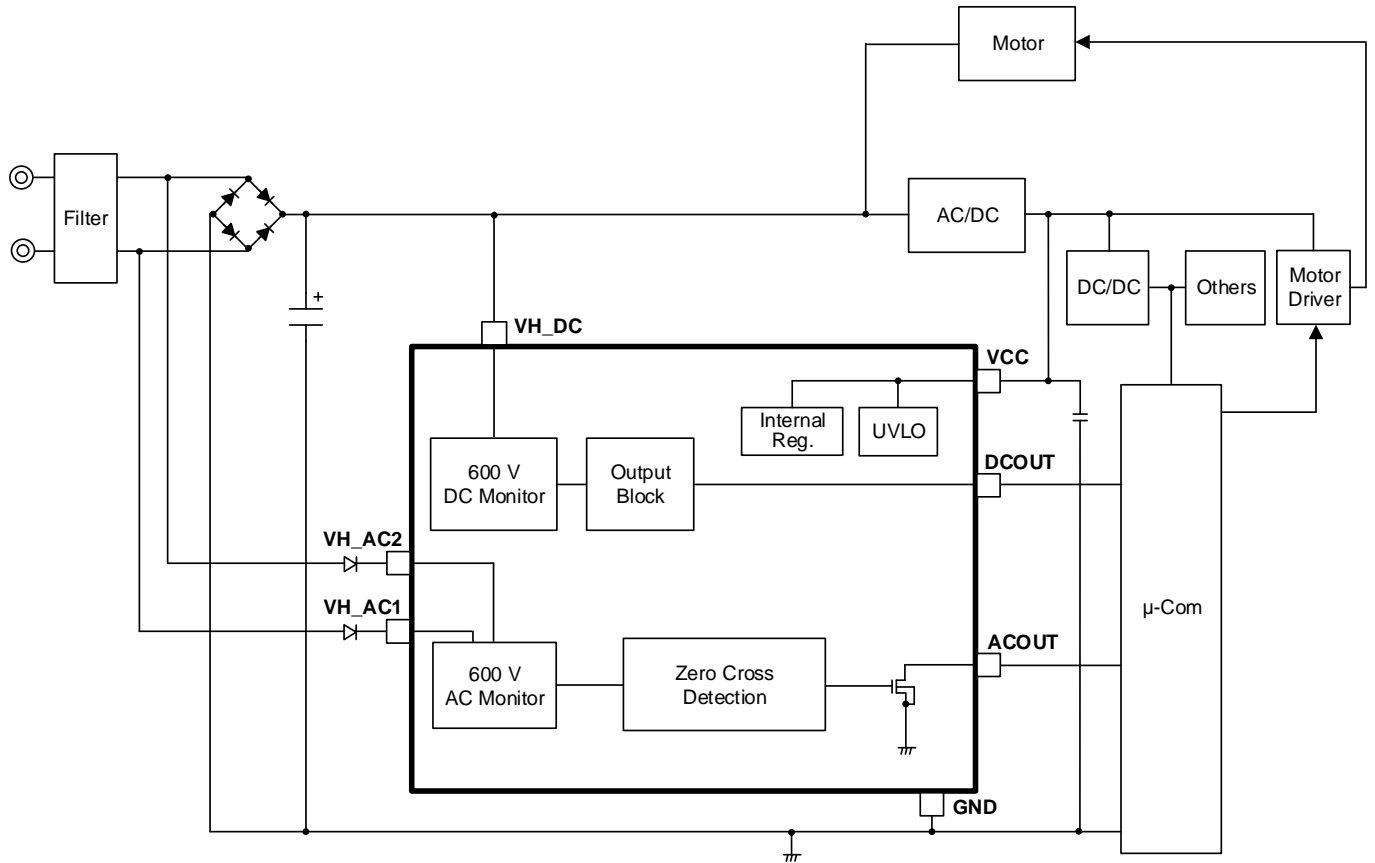 Motor
Filter
AC/DC
DC/DC
Others
Motor
Driver
+
VH_DC
VCC
Internal
Reg.
UVLO
600 V
DC Monitor
Output
Block
DCOUT
VH_AC2
VH_AC1
600 V
AC Monitor
Zero Cross
Detection
ACOUT
µ-Com
GND